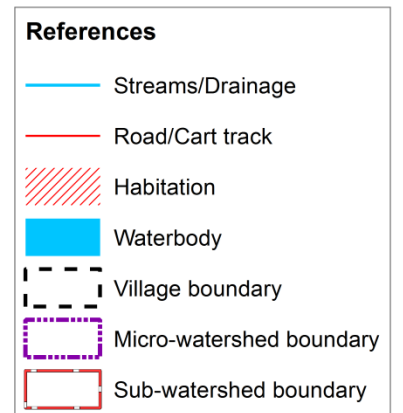 References
Streams/Drainage
Road/Cart track
Habitation
Waterbody
Village boundary
Micro-watershed boundary
Sub-watershed boundary